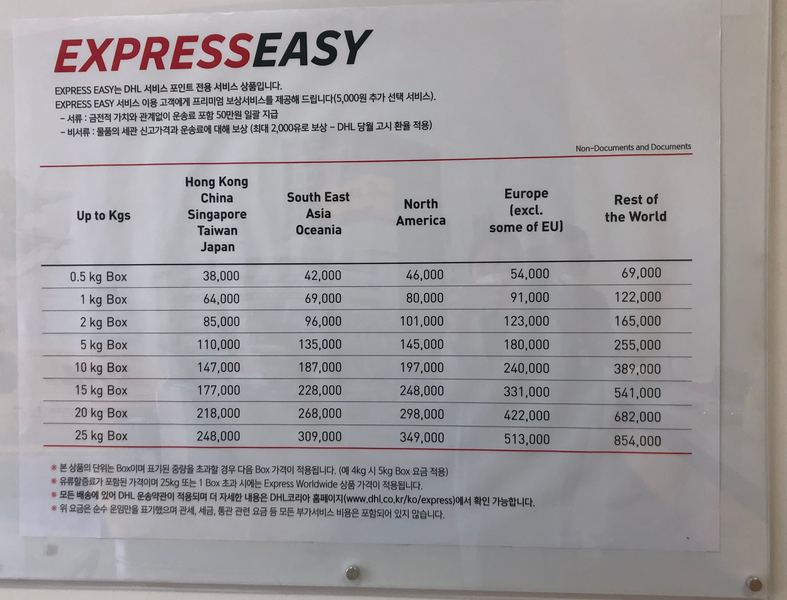 EXPRESSEASY
EXPRESS EASY는 DHL 서비스 포인트 전용 서비스 상품입니다.
EXPRESS EASY 서비스 이용 고객에게 프리미엄 보상서비스를 제공해 드립니다(5,000원 추가 선택 서비스).
- 서류 : 금전적 가치와 관계없이 운송료 포함 50만원 일괄 지급
- 비서류 : 물품의 세관 신고가격과 운송료에 대해 보상 (최대 2,000유로 보상 - DHL 당월 고시 환율 적용)
Non-Documents and Documents
Up to Kgs
Hong Kong
China
Singapore
Taiwan
Japan
South East
Asia
Oceania
North
America
Europe
(excl.
some of EU)
Rest of
the World
0.5 kg Box 38,000 42,000 46,000 54,000 69,000
1 kg Box 64,000 69,000 80,000 91,000 122,000
2 kg Box 85,000 96,000 101,000 123,000 165,000
5 kg Box 110,000 135,000 145,000 180,000 255,000
10 kg Box 147,000 187,000 197,000 240,000 389,000
15 kg Box 177,000 228,000 248,000 331,000 541,000
20 kg Box 218,000 268,000 298,000 422,000 682,000
25 kg Box 248,000 309,000 349,000 513,000 854,000
※ 본 상품의 단위는 Box이며 표기된 중량을 초과할 경우 다음 Box 가격이 적용됩니다. (예 4kg 시 5kg Box 요금 적용)
※ 유류할증료가 포함된 가격이며 25kg 또는 1 Box 초과 시에는 Express Worldwide 상품 가격이 적용됩니다.
※ 모든 배송에 있어 DHL 운송약관이 적용되며 더 자세한 내용은 DHL코리아 홈페이지(www.dhl.co.kr/ko/express)에서 확인 가능합니다.
※ 위 요금은 순수 운임만을 표기했으며 관세, 세금, 통관 관련 요금 등 모든 부가서비스 비용은 포함되어 있지 않습니다.